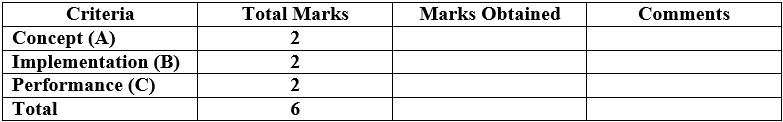 Criteria Total Marks Marks Obtained Comments
Concept (A) 2
Implementation (B) 2
Performance (C) 2
Total 6